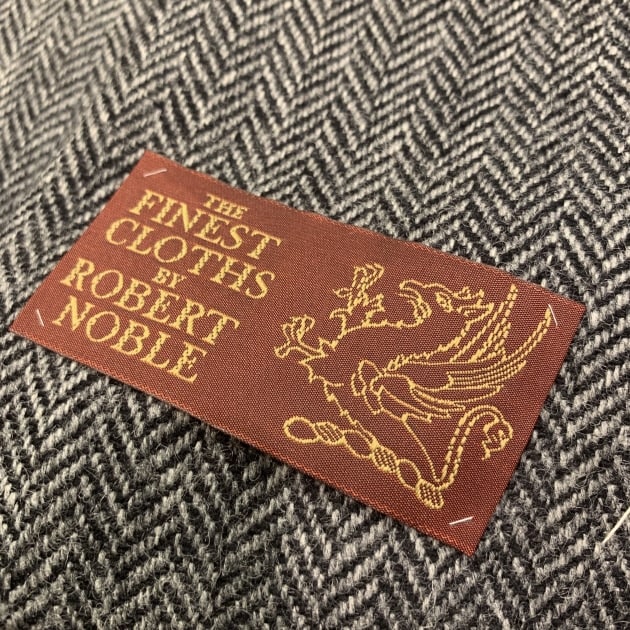 THE
FINEST
CLOTHS
BY
ROBERT
NOBLE